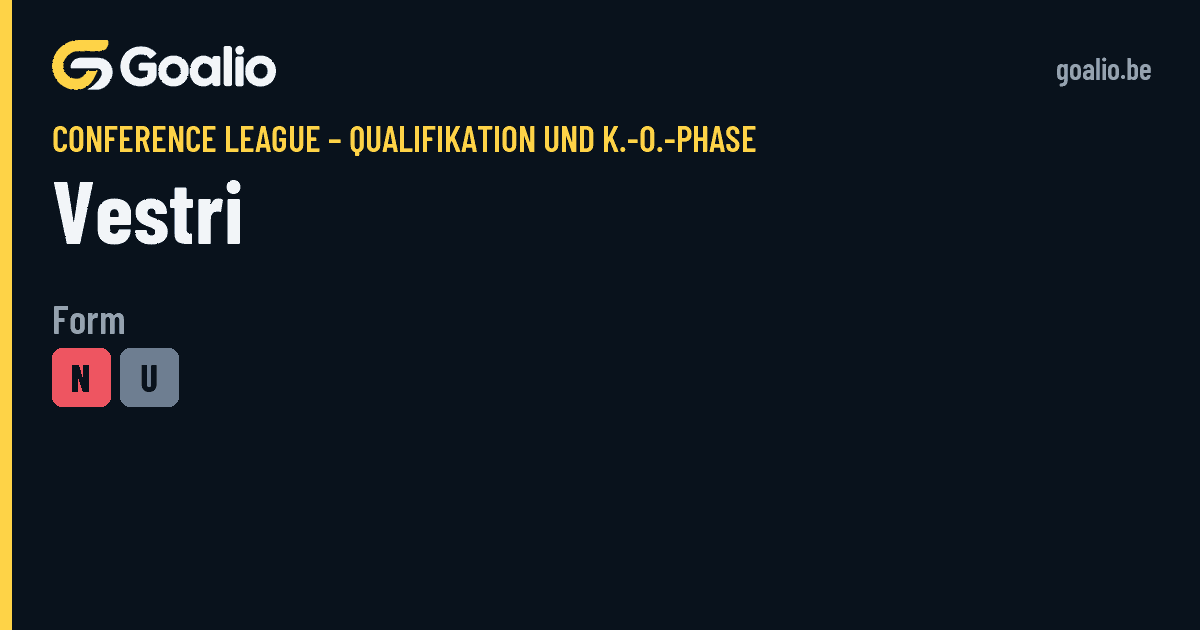 Goalio
goalio.be
CONFERENCE LEAGUE – QUALIFIKATION UND K.-O.-PHASE
Vestri
Form
N U